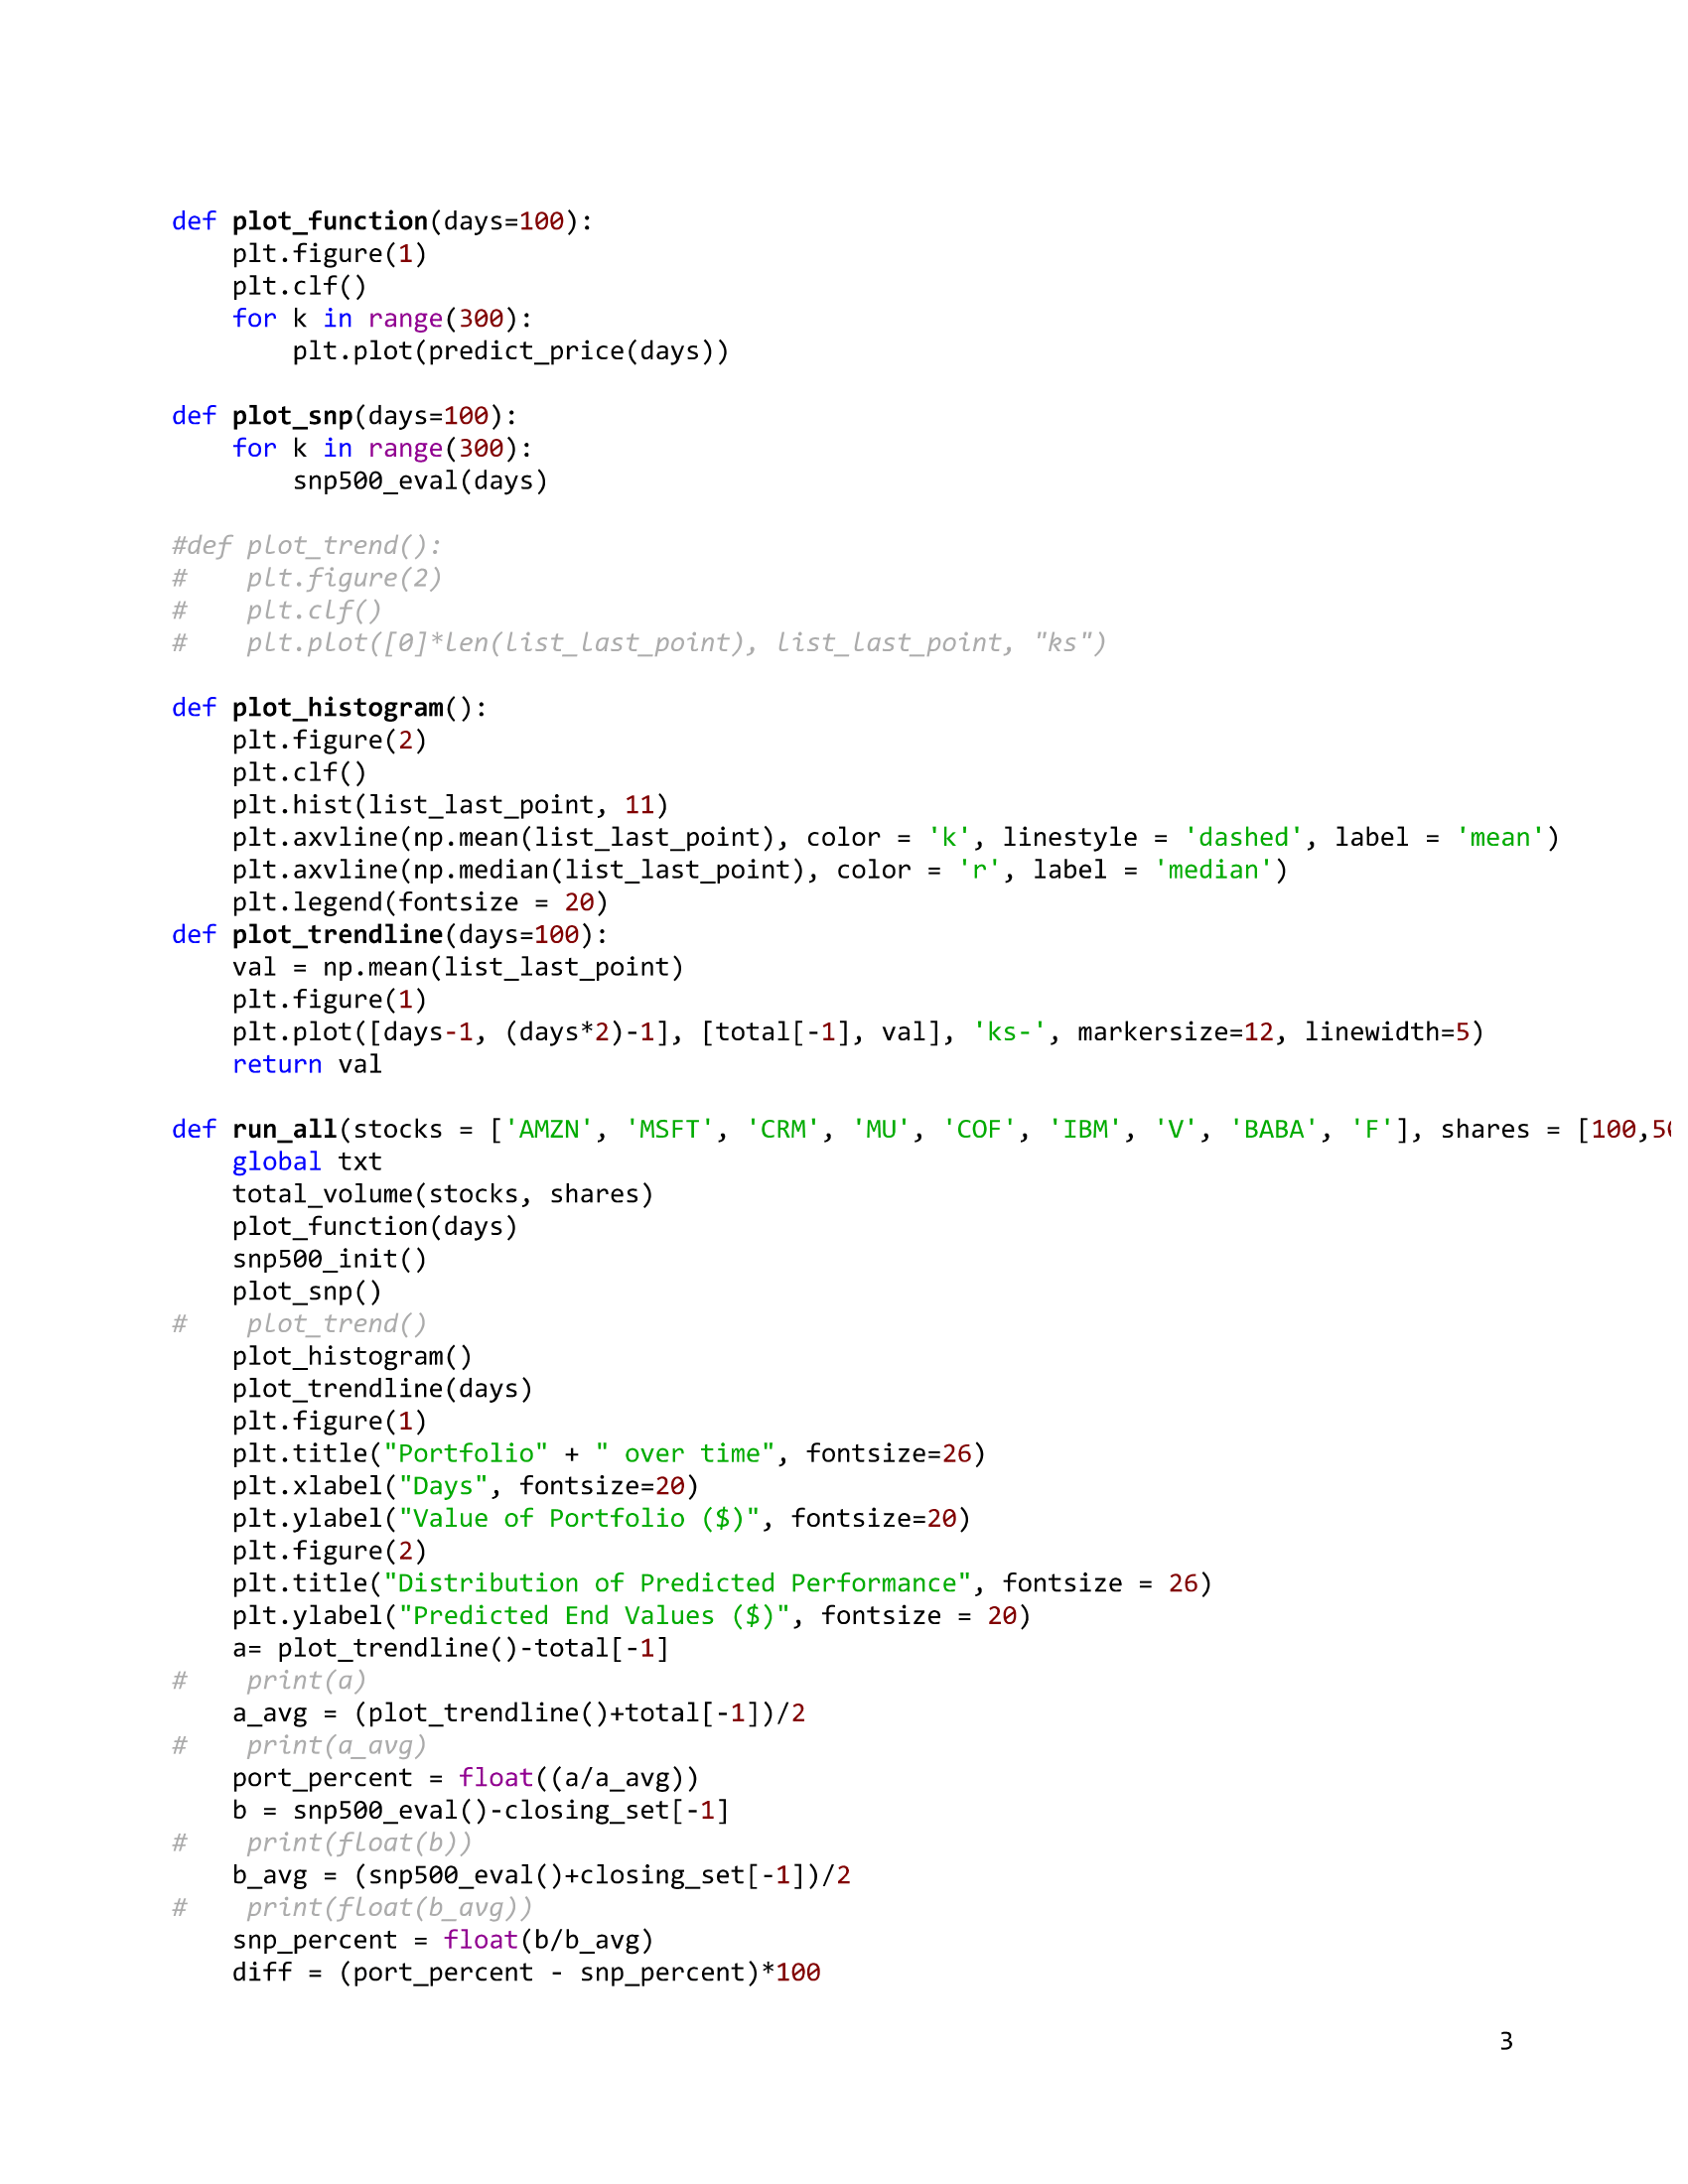 def plot_function(days=100):
    plt.figure(1)
    plt.clf()
    for k in range(300):
        plt.plot(predict_price(days))

def plot_snp(days=100):
    for k in range(300):
        snp500_eval(days)

#def plot_trend():
#    plt.figure(2)
#    plt.clf()
#    plt.plot([0]*len(list_last_point), list_last_point, "ks")

def plot_histogram():
    plt.figure(2)
    plt.clf()
    plt.hist(list_last_point, 11)
    plt.axvline(np.mean(list_last_point), color = 'k', linestyle = 'dashed', label = 'mean')
    plt.axvline(np.median(list_last_point), color = 'r', label = 'median')
    plt.legend(fontsize = 20)
def plot_trendline(days=100):
    val = np.mean(list_last_point)
    plt.figure(1)
    plt.plot([days-1, (days*2)-1], [total[-1], val], 'ks-', markersize=12, linewidth=5)
    return val

def run_all(stocks = ['AMZN', 'MSFT', 'CRM', 'MU', 'COF', 'IBM', 'V', 'BABA', 'F'], shares = [100,
    global txt
    total_volume(stocks, shares)
    plot_function(days)
    snp500_init()
    plot_snp()
#    plot_trend()
    plot_histogram()
    plot_trendline(days)
    plt.figure(1)
    plt.title("Portfolio" + " over time", fontsize=26)
    plt.xlabel("Days", fontsize=20)
    plt.ylabel("Value of Portfolio ($)", fontsize=20)
    plt.figure(2)
    plt.title("Distribution of Predicted Performance", fontsize = 26)
    plt.ylabel("Predicted End Values ($)", fontsize = 20)
    a= plot_trendline()-total[-1]
#    print(a)
    a_avg = (plot_trendline()+total[-1])/2
#    print(a_avg)
    port_percent = float((a/a_avg))
    b = snp500_eval()-closing_set[-1]
#    print(float(b))
    b_avg = (snp500_eval()+closing_set[-1])/2
#    print(float(b_avg))
    snp_percent = float(b/b_avg)
    diff = (port_percent - snp_percent)*100

3